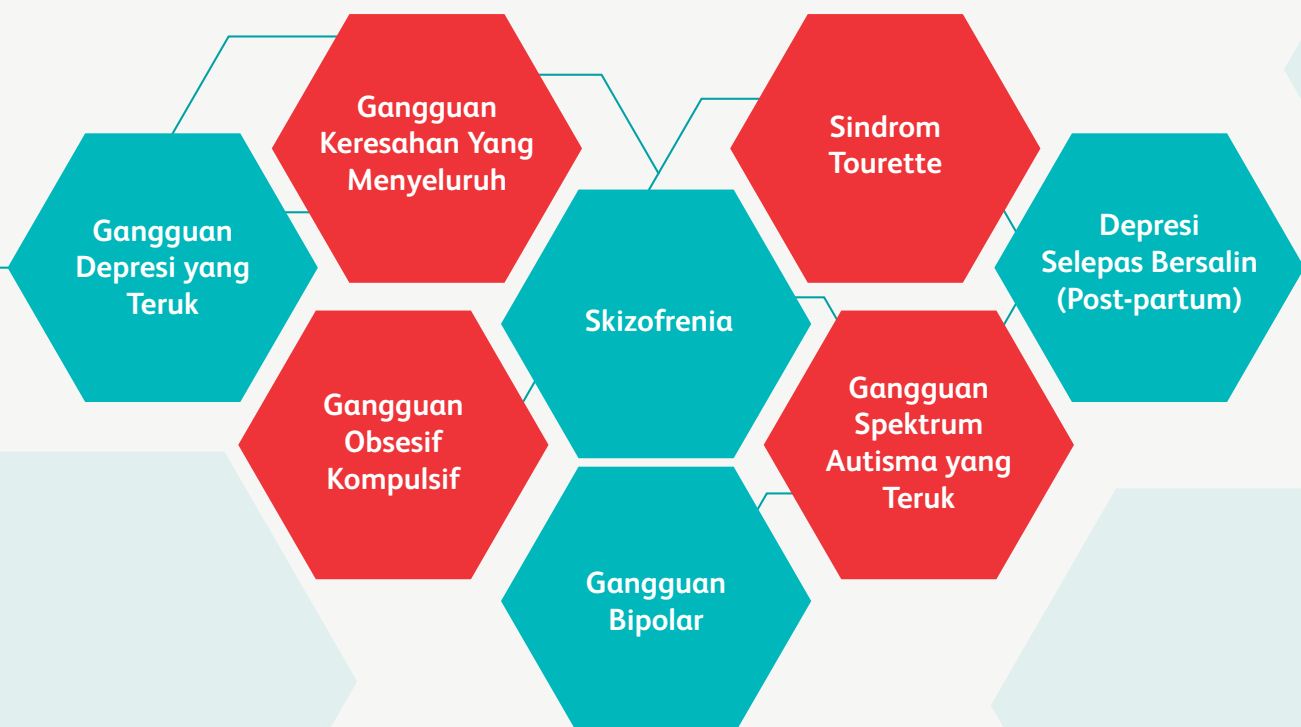 Gangguan
Keresahan Yang
Menyeluruh
Sindrom
Tourette
Gangguan
Depresi yang
Teruk
Depresi
Selepas Bersalin
(Post-partum)
Skizofrenia
Gangguan
Obsesif
Kompulsif
Gangguan
Spektrum
Autisma yang
Teruk
Gangguan
Bipolar